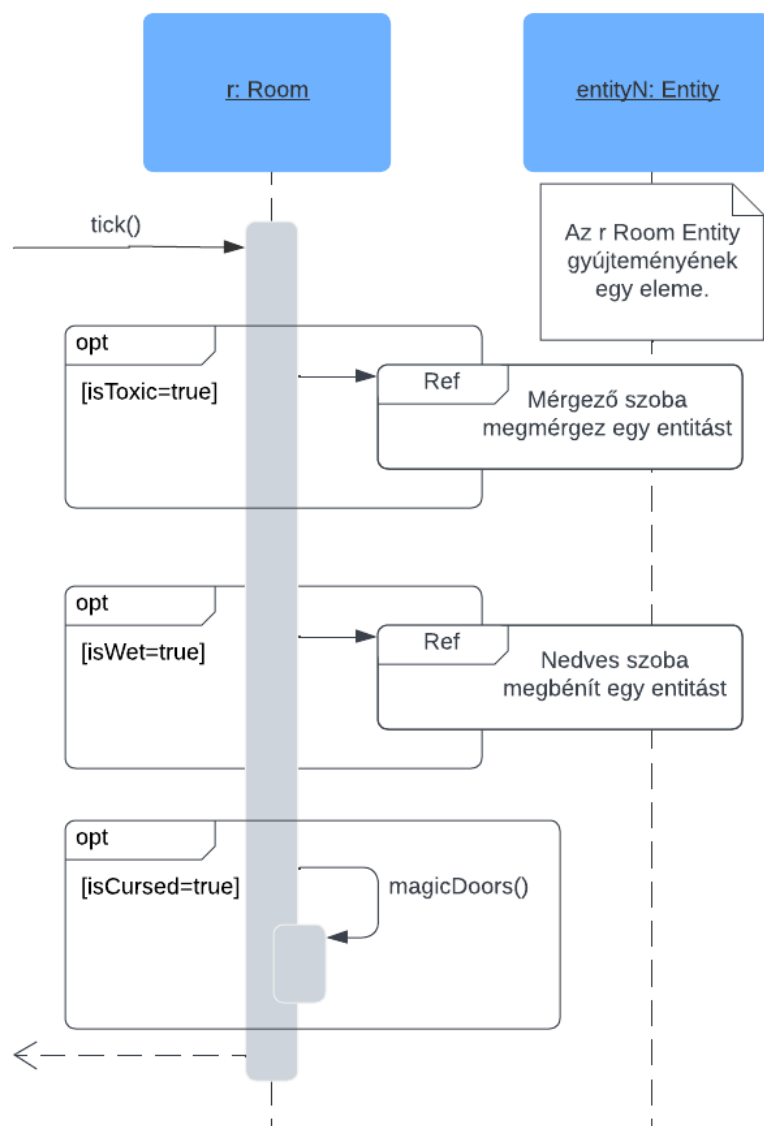 r: Room
entityN: Entity
Az r Room Entity
gyújteményének
egy eleme.
tick()
opt
[isToxic=true]
Ref
Mérgező szoba
megmérgez egy entitást
opt
[isWet=true]
Ref
Nedves szoba
megbénít egy entitást
opt
[isCursed=true]
magicDoors()